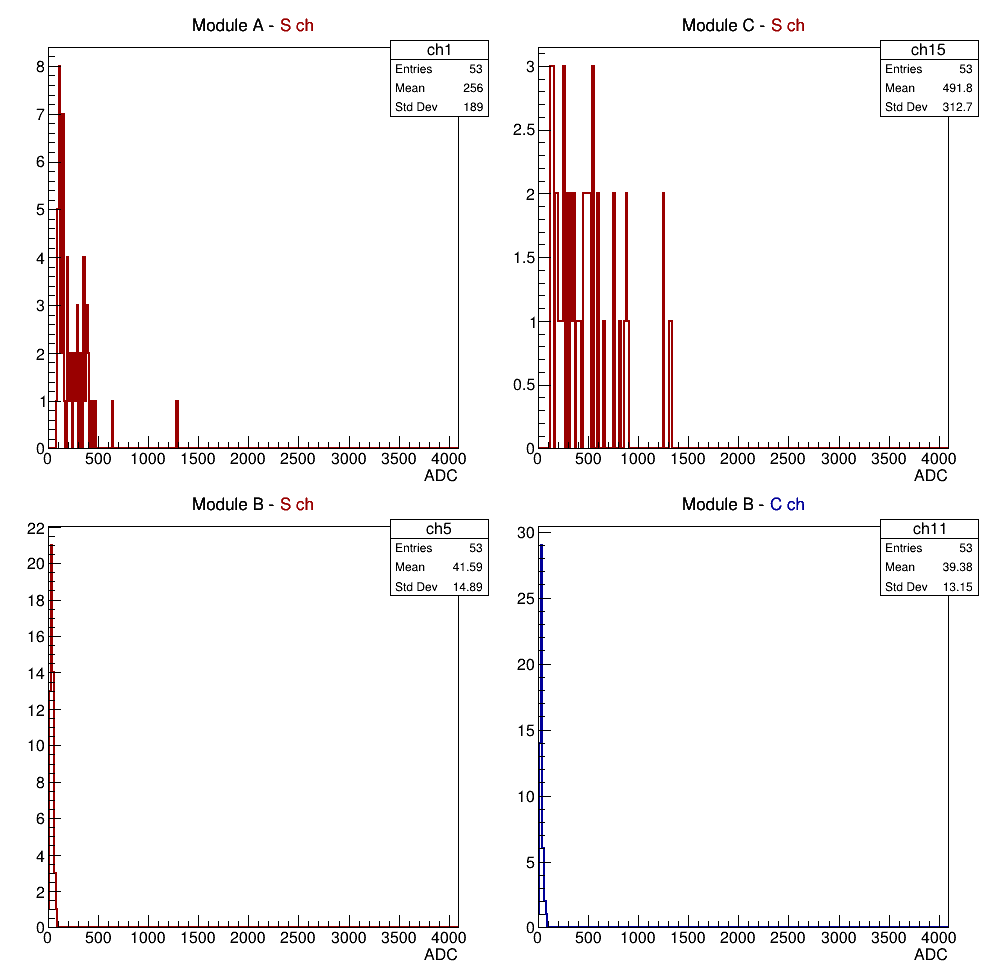 Module A - S ch
ch1
Entries 53
Mean 256
Std Dev 189
8
7
6
5
4
3
2
1
0
0 500 1000 1500 2000 2500 3000 3500 4000
ADC
Module C - S ch
ch15
Entries 53
Mean 491.8
Std Dev 312.7
3
2.5
2
1.5
1
0.5
0
0 500 1000 1500 2000 2500 3000 3500 4000
ADC
Module B - S ch
ch5
Entries 53
Mean 41.59
Std Dev 14.89
22
20
18
16
14
12
10
8
6
4
2
0
0 500 1000 1500 2000 2500 3000 3500 4000
ADC
Module B - C ch
ch11
Entries 53
Mean 39.38
Std Dev 13.15
30
25
20
15
10
5
0
0 500 1000 1500 2000 2500 3000 3500 4000
ADC